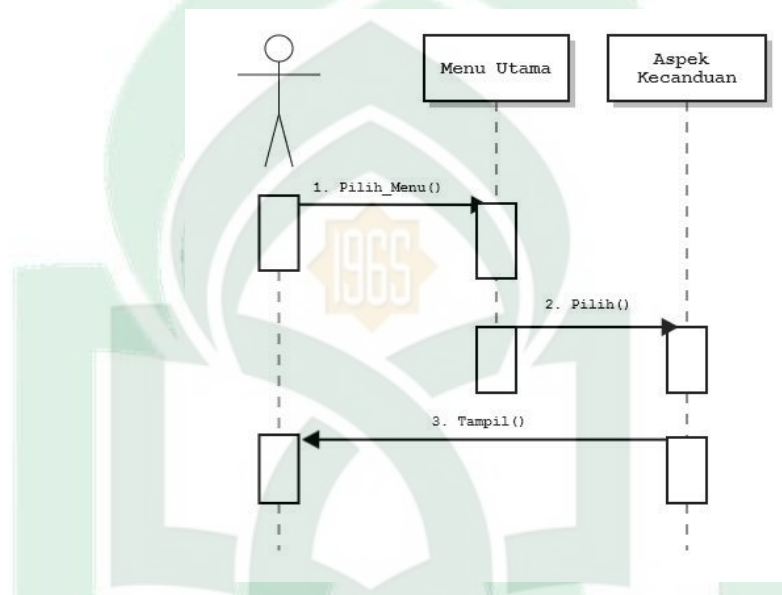 Menu Utama
Aspek
Kecanduan
1. Pilih_Menu()
1965
2. Pilih()
3. Tampil()